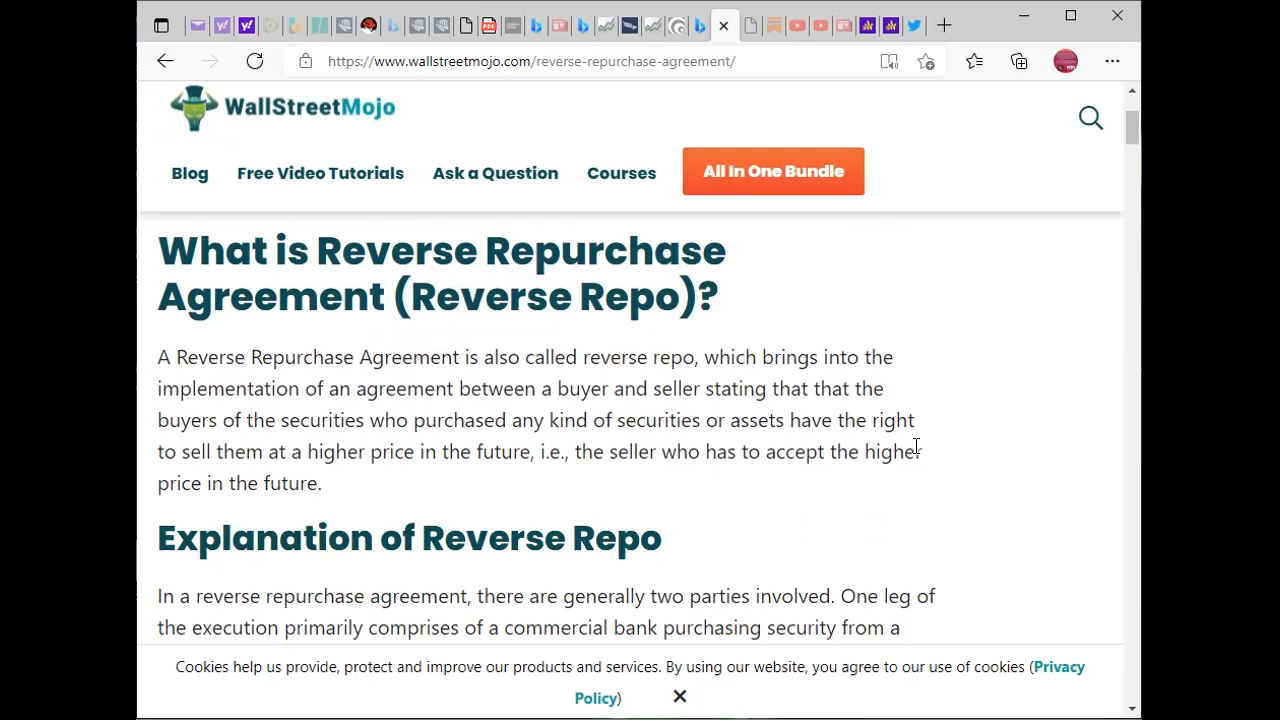 https://www.wallstreetmojo.com/reverse-repurchase-agreement/
WallStreetMojo
Blog Free Video Tutorials Ask a Question Courses All In One Bundle
What is Reverse Repurchase
Agreement (Reverse Repo)?
A Reverse Repurchase Agreement is also called reverse repo, which brings into the
implementation of an agreement between a buyer and seller stating that that the
buyers of the securities who purchased any kind of securities or assets have the right
to sell them at a higher price in the future, i.e., the seller who has to accept the higher
price in the future.
Explanation of Reverse Repo
In a reverse repurchase agreement, there are generally two parties involved. One leg of
the execution primarily comprises of a commercial bank purchasing security from a
Cookies help us provide, protect and improve our products and services. By using our website, you agree to our use of cookies (Privacy
Policy)